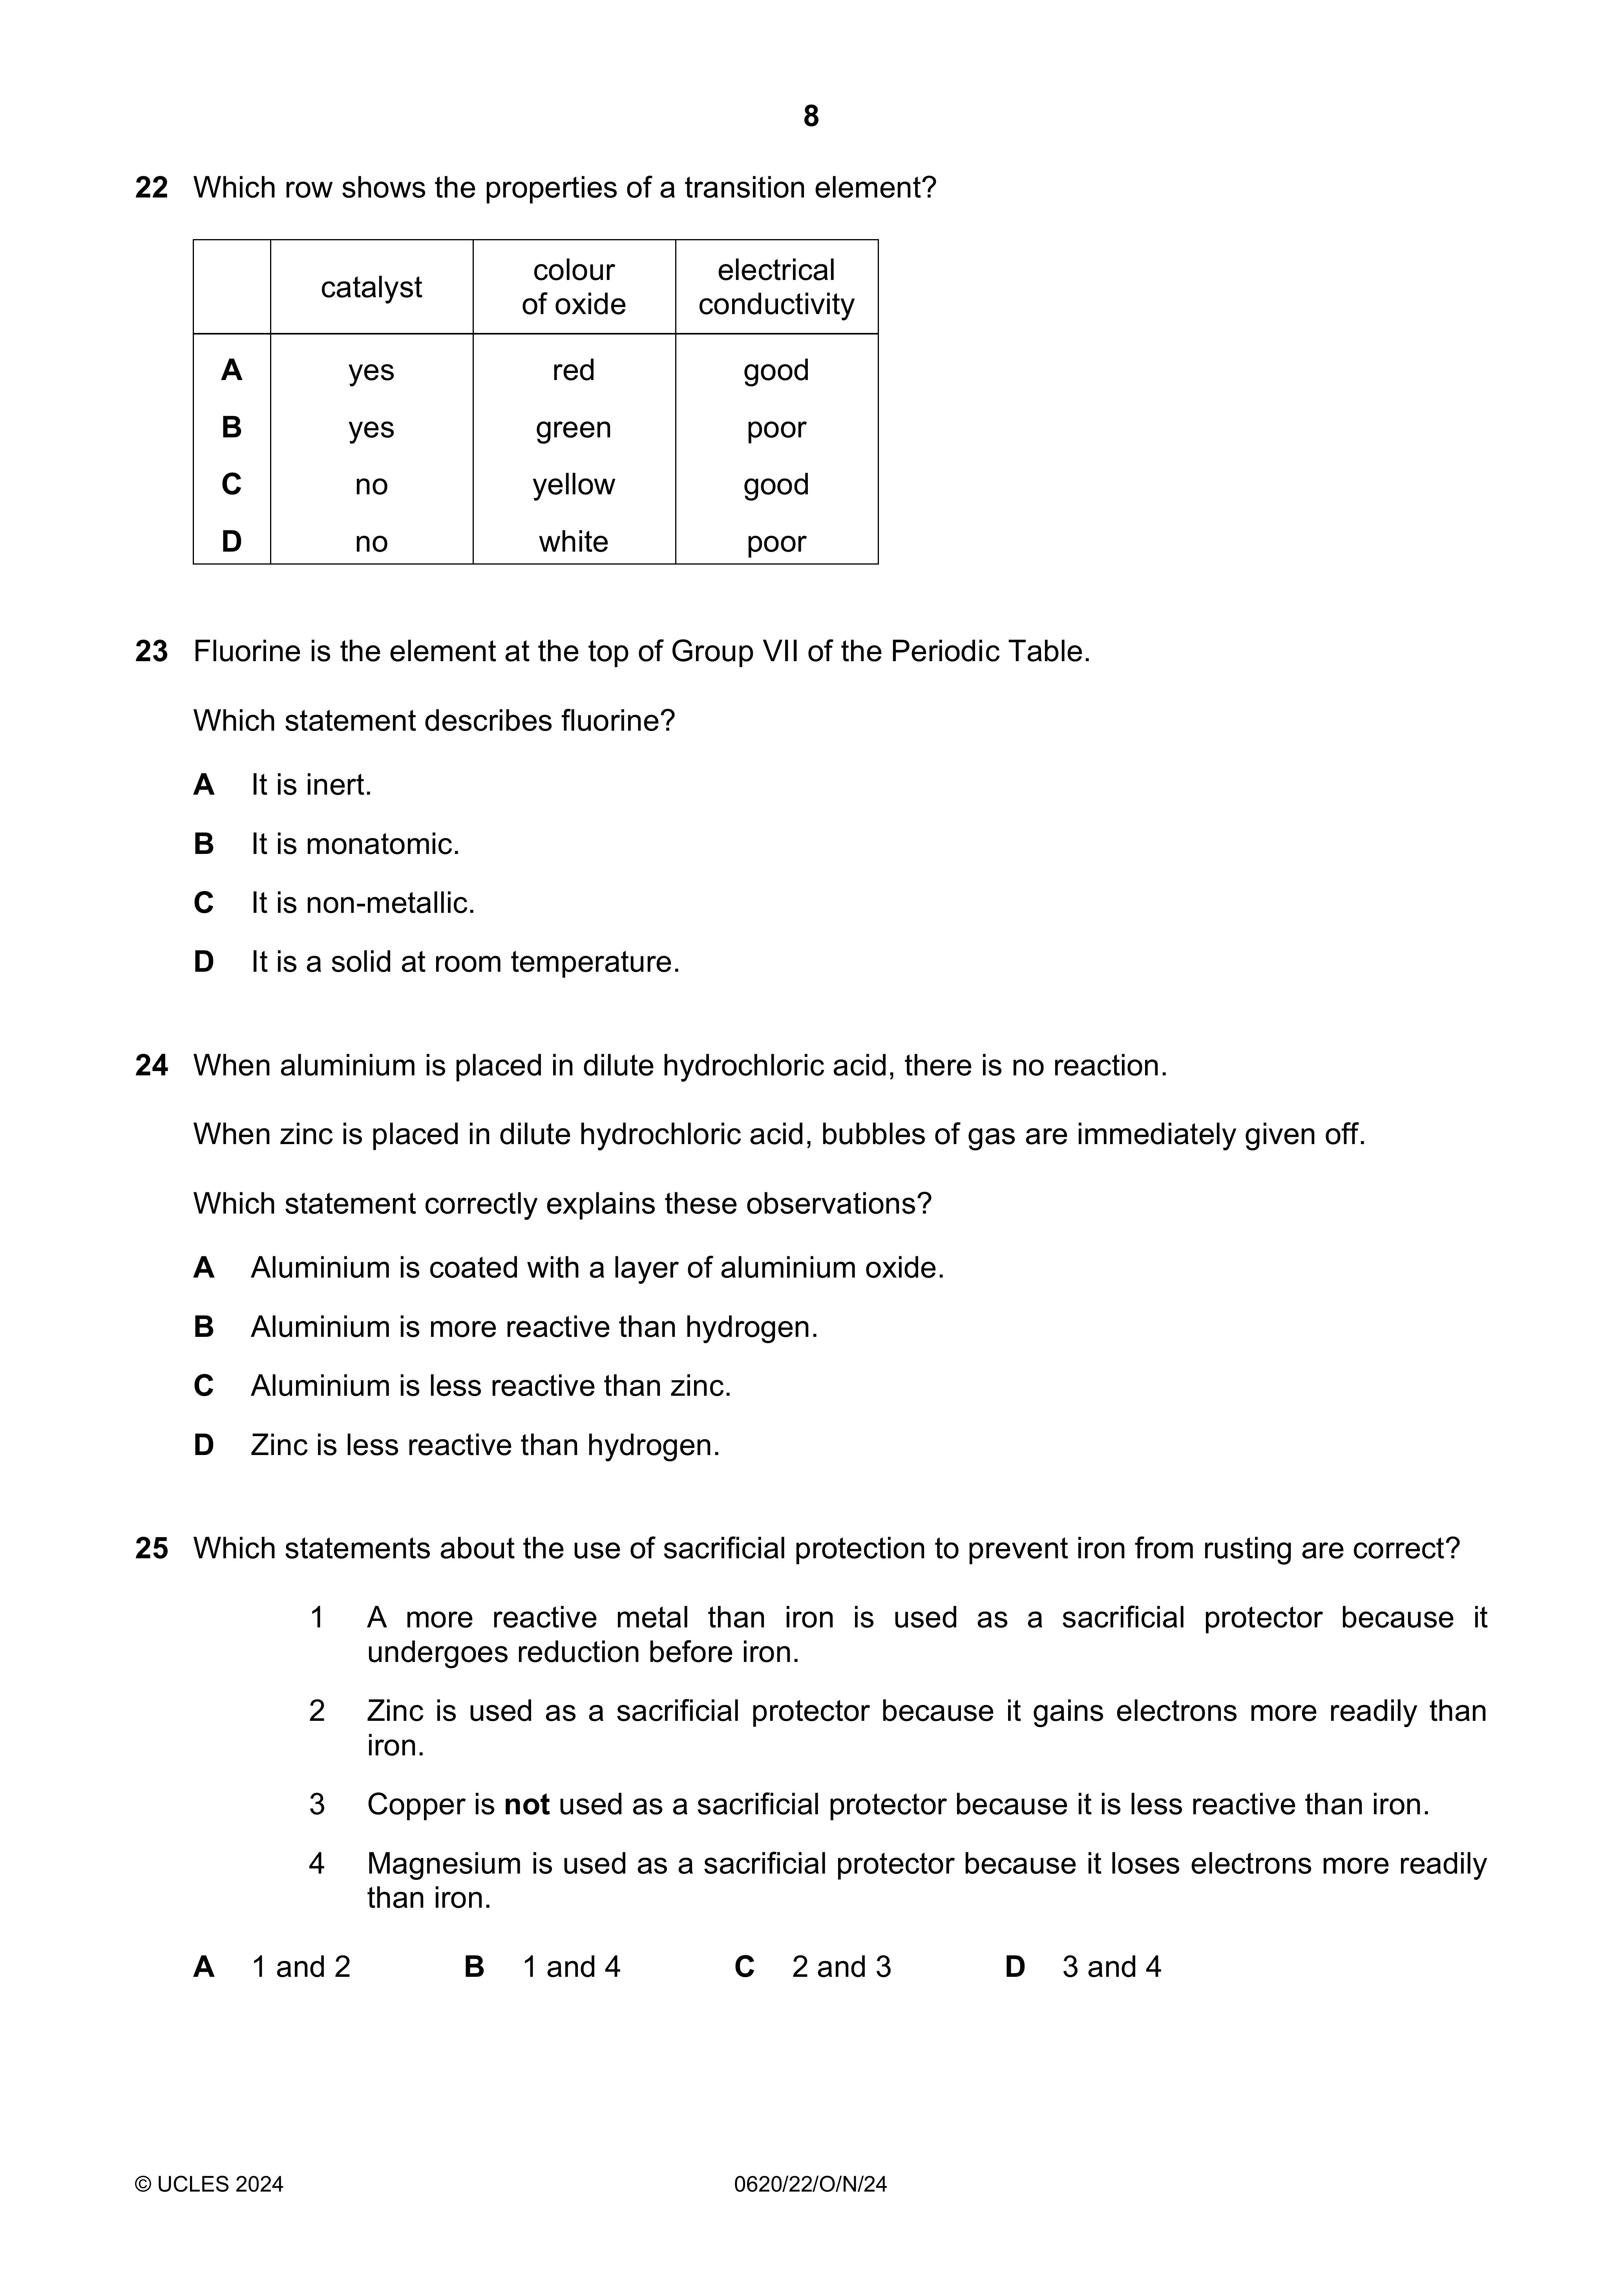 8
22 Which row shows the properties of a transition element?
catalyst colour of oxide electrical conductivity
A yes red good
B yes green poor
C no yellow good
D no white poor
23 Fluorine is the element at the top of Group VII of the Periodic Table.
Which statement describes fluorine?
A It is inert.
B It is monatomic.
C It is non-metallic.
D It is a solid at room temperature.
24 When aluminium is placed in dilute hydrochloric acid, there is no reaction.
When zinc is placed in dilute hydrochloric acid, bubbles of gas are immediately given off.
Which statement correctly explains these observations?
A Aluminium is coated with a layer of aluminium oxide.
B Aluminium is more reactive than hydrogen.
C Aluminium is less reactive than zinc.
D Zinc is less reactive than hydrogen.
25 Which statements about the use of sacrificial protection to prevent iron from rusting are correct?
1 A more reactive metal than iron is used as a sacrificial protector because it
undergoes reduction before iron.
2 Zinc is used as a sacrificial protector because it gains electrons more readily than
iron.
3 Copper is not used as a sacrificial protector because it is less reactive than iron.
4 Magnesium is used as a sacrificial protector because it loses electrons more readily
than iron.
A 1 and 2 B 1 and 4 C 2 and 3 D 3 and 4
© UCLES 2024 0620/22/O/N/24